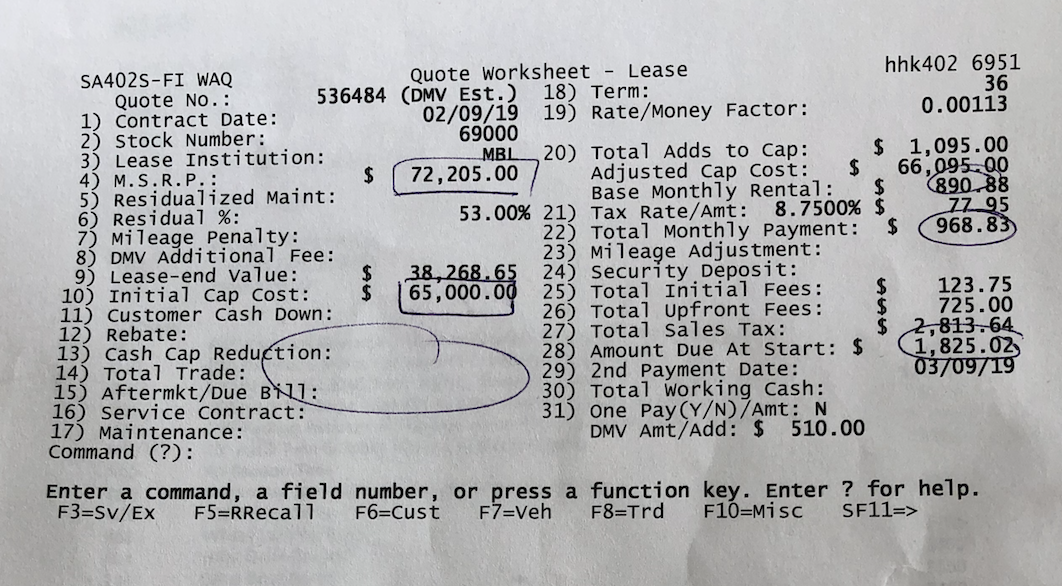 SA402S-FI WAQ Quote Worksheet - Lease hhk402 6951
Quote No.: 536484 (DMV Est.) 18) Term: 36
1) Contract Date: 02/09/19 19) Rate/Money Factor: 0.00113
2) Stock Number: 69000
3) Lease Institution: MBL 20) Total Adds to Cap: $ 1,095.00
4) M.S.R.P.: $ 72,205.00 Adjusted Cap Cost: $ 66,095.00
5) Residualized Maint: Base Monthly Rental: $ 890.88
6) Residual %: 53.00% 21) Tax Rate/Amt: 8.7500% $ 77.95
7) Mileage Penalty: 22) Total Monthly Payment: $ 968.83
8) DMV Additional Fee: 23) Mileage Adjustment:
9) Lease-end Value: $ 38,268.65 24) Security Deposit:
10) Initial Cap Cost: $ 65,000.00 25) Total Initial Fees: $ 123.75
11) Customer Cash Down: 26) Total Upfront Fees: $ 725.00
12) Rebate: 27) Total Sales Tax: $ 2,813.64
13) Cash Cap Reduction: 28) Amount Due At Start: $ 1,825.02
14) Total Trade: 29) 2nd Payment Date: 03/09/19
15) Aftermkt/Due Bill: 30) Total Working Cash:
16) Service Contract: 31) One Pay(Y/N)/Amt: N
17) Maintenance: DMV Amt/Add: $ 510.00
Command (?):
Enter a command, a field number, or press a function key. Enter ? for help.
F3=Sv/Ex F5=RRecall F6=Cust F7=Veh F8=Trd F10=Misc SF11=>